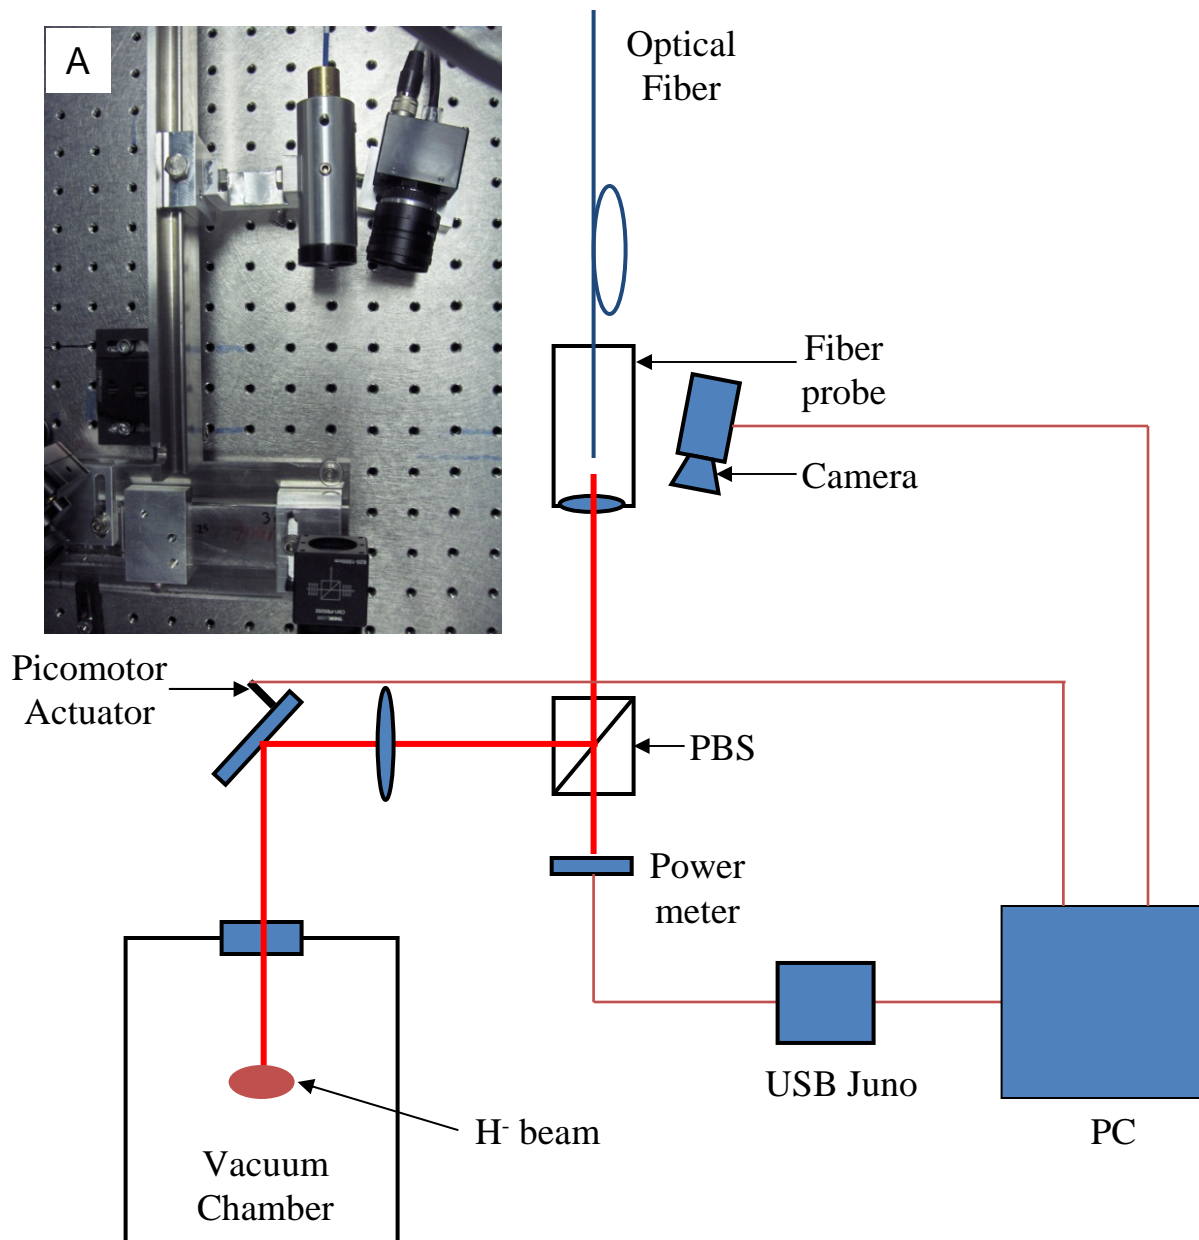 A
Optical
Fiber
Fiber
probe
Camera
Picomotor
Actuator
PBS
Power
meter
USB Juno
PC
H- beam
Vacuum
Chamber